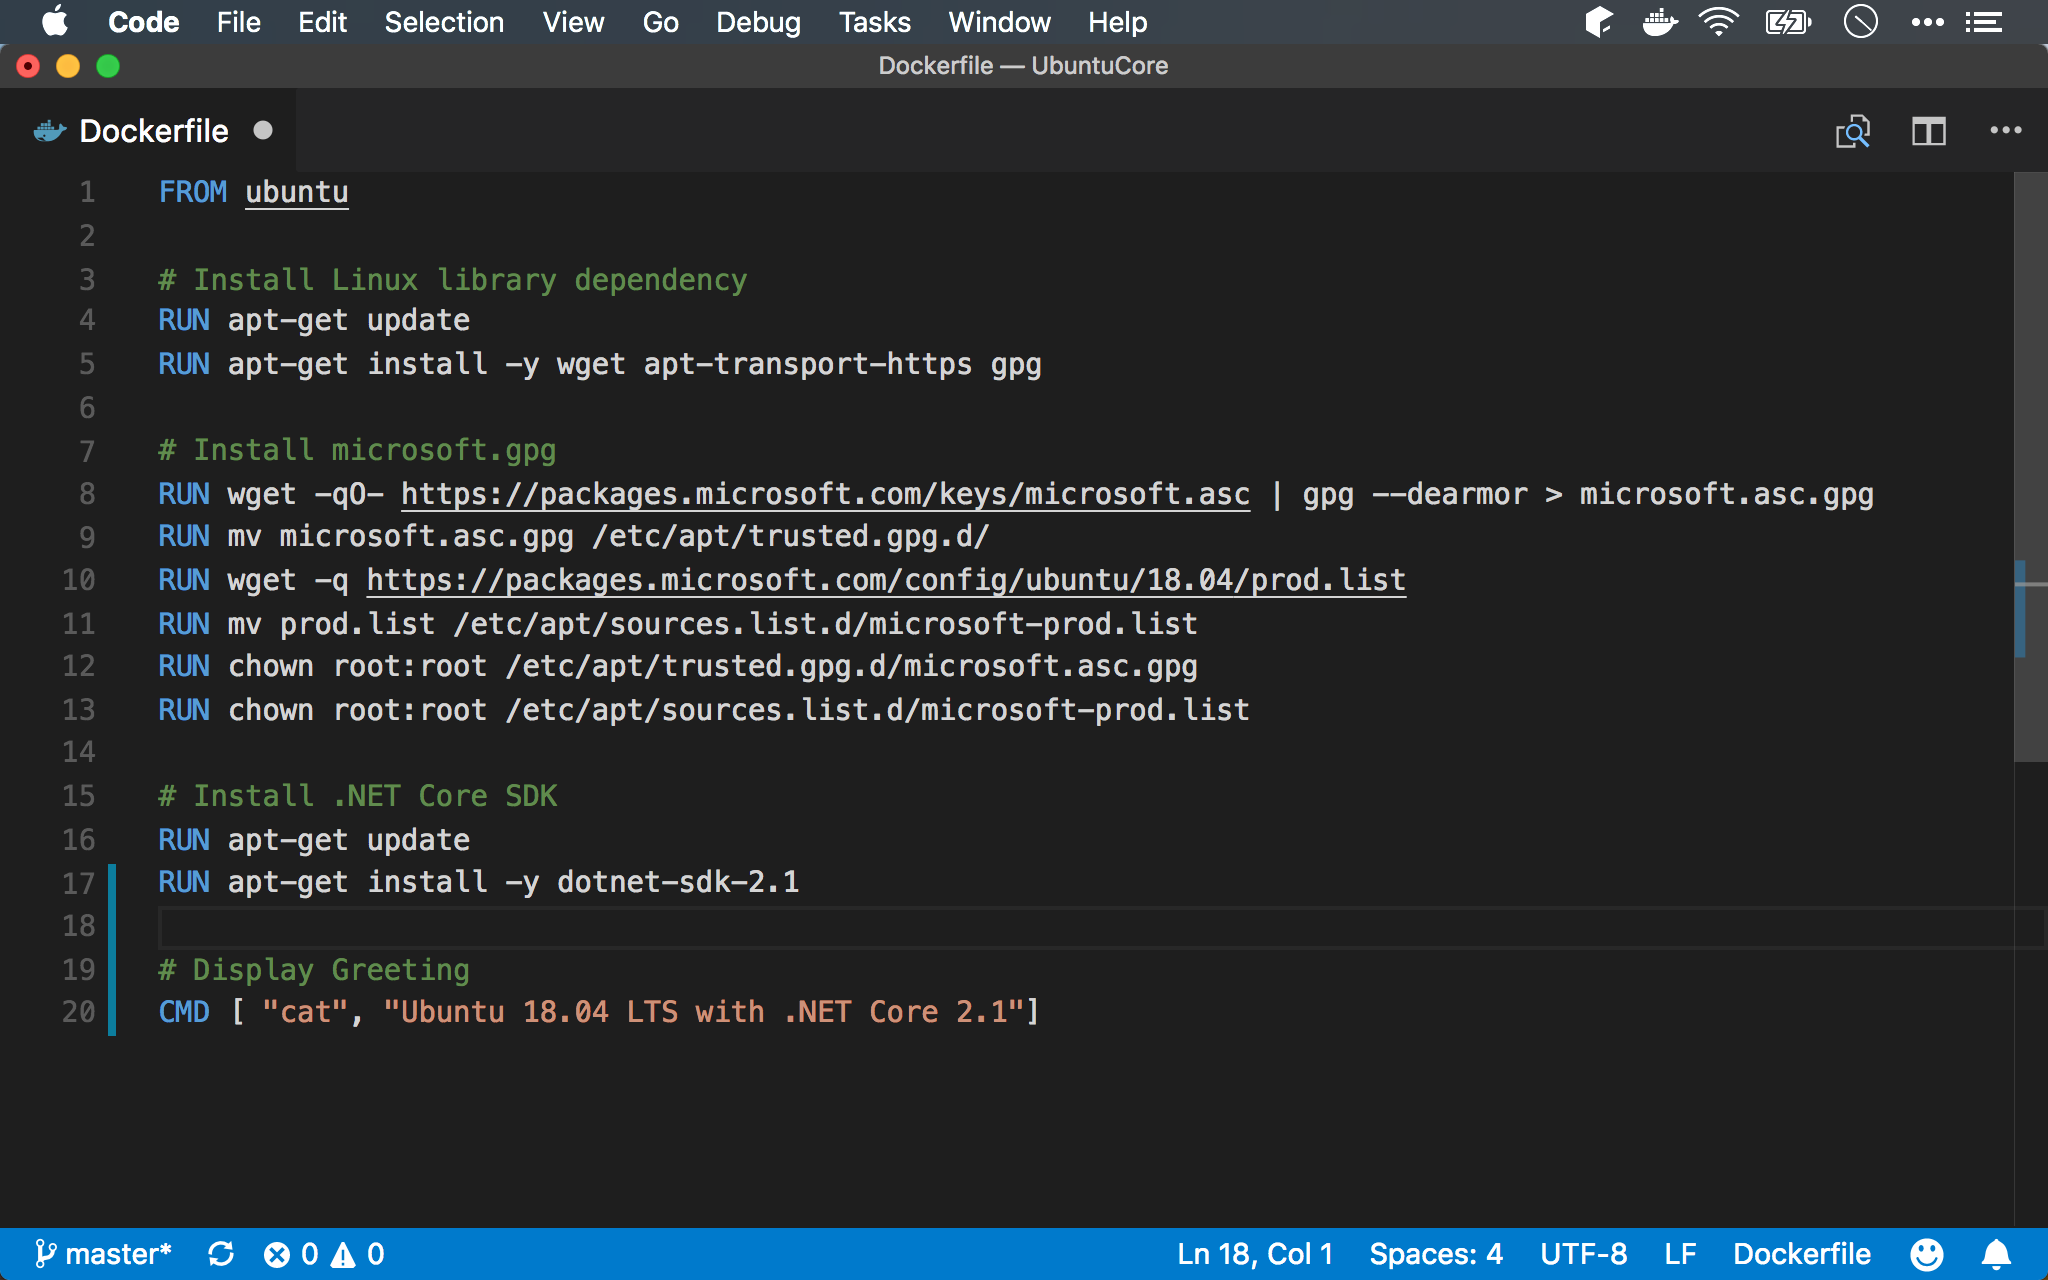 Code File Edit Selection View Go Debug Tasks Window Help
Dockerfile — UbuntuCore
Dockerfile
1 FROM ubuntu
2
3 # Install Linux library dependency
4 RUN apt-get update
5 RUN apt-get install -y wget apt-transport-https gpg
6
7 # Install microsoft.gpg
8 RUN wget -qO- https://packages.microsoft.com/keys/microsoft.asc | gpg --dearmor > microsoft.asc.gpg
9 RUN mv microsoft.asc.gpg /etc/apt/trusted.gpg.d/
10 RUN wget -q https://packages.microsoft.com/config/ubuntu/18.04/prod.list
11 RUN mv prod.list /etc/apt/sources.list.d/microsoft-prod.list
12 RUN chown root:root /etc/apt/trusted.gpg.d/microsoft.asc.gpg
13 RUN chown root:root /etc/apt/sources.list.d/microsoft-prod.list
14
15 # Install .NET Core SDK
16 RUN apt-get update
17 RUN apt-get install -y dotnet-sdk-2.1
18
19 # Display Greeting
20 CMD [ "cat", "Ubuntu 18.04 LTS with .NET Core 2.1"]
master* 0 0 Ln 18, Col 1 Spaces: 4 UTF-8 LF Dockerfile